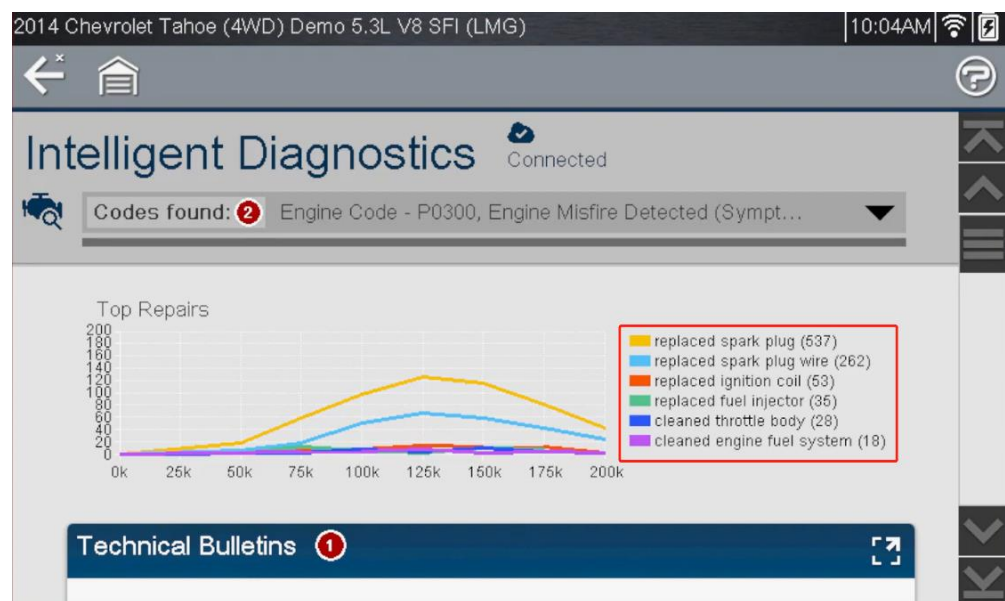 2014 Chevrolet Tahoe (4WD) Demo 5.3L V8 SFI (LMG) 10:04AM
Intelligent Diagnostics Connected
Codes found: 2 Engine Code - P0300, Engine Misfire Detected (Sympt...
Top Repairs
200
180
160
140
120
100
80
60
40
20
0
0k 25k 50k 75k 100k 125k 150k 175k 200k
replaced spark plug (537)
replaced spark plug wire (262)
replaced ignition coil (53)
replaced fuel injector (35)
cleaned throttle body (28)
cleaned engine fuel system (18)
Technical Bulletins 1